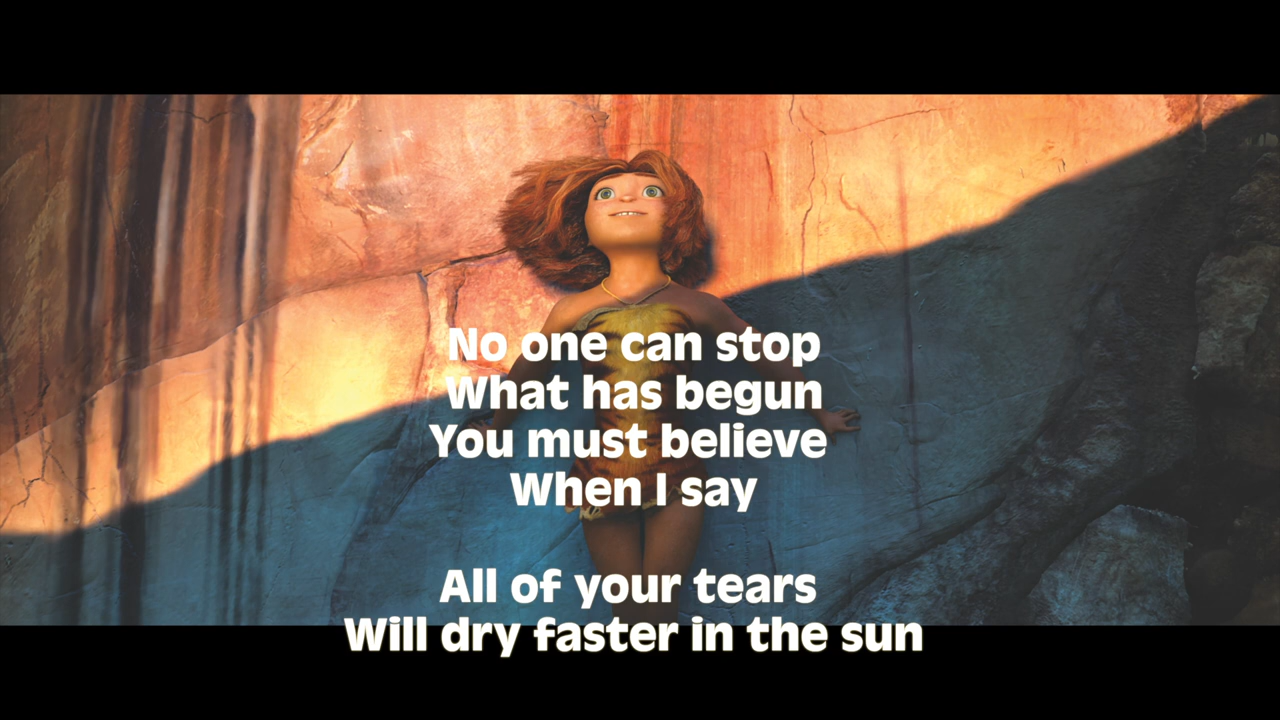 No one can stop
What has begun
You must believe
When I say
All of your tears
Will dry faster in the sun